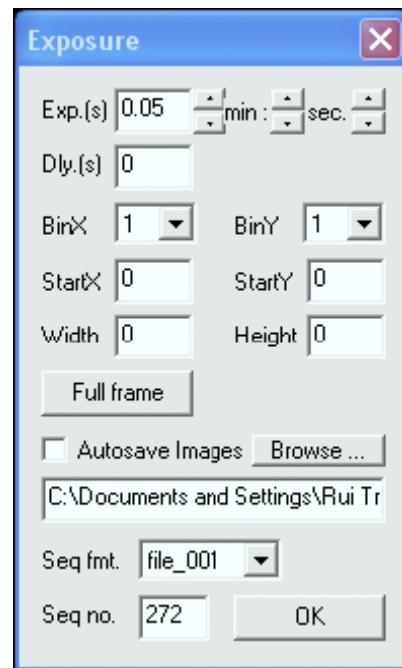 Exposure
Exp.(s) 0.05 min : sec.
Dly.(s) 0
BinX 1 BinY 1
StartX 0 StartY 0
Width 0 Height 0
Full frame
Autosave Images Browse ...
C:\Documents and Settings\Rui Tr
Seq fmt. file_001
Seq no. 272 OK